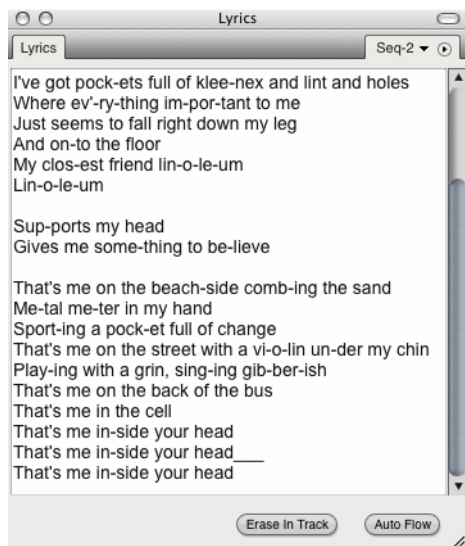 Lyrics
Lyrics
Seq-2
I've got pock-ets full of klee-nex and lint and holes
Where ev'-ry-thing im-por-tant to me
Just seems to fall right down my leg
And on-to the floor
My clos-est friend lin-o-le-um
Lin-o-le-um
Sup-ports my head
Gives me some-thing to be-lieve
That's me on the beach-side comb-ing the sand
Me-tal me-ter in my hand
Sport-ing a pock-et full of change
That's me on the street with a vi-o-lin un-der my chin
Play-ing with a grin, sing-ing gib-ber-ish
That's me on the back of the bus
That's me in the cell
That's me in-side your head
That's me in-side your head___
That's me in-side your head
Erase In Track Auto Flow